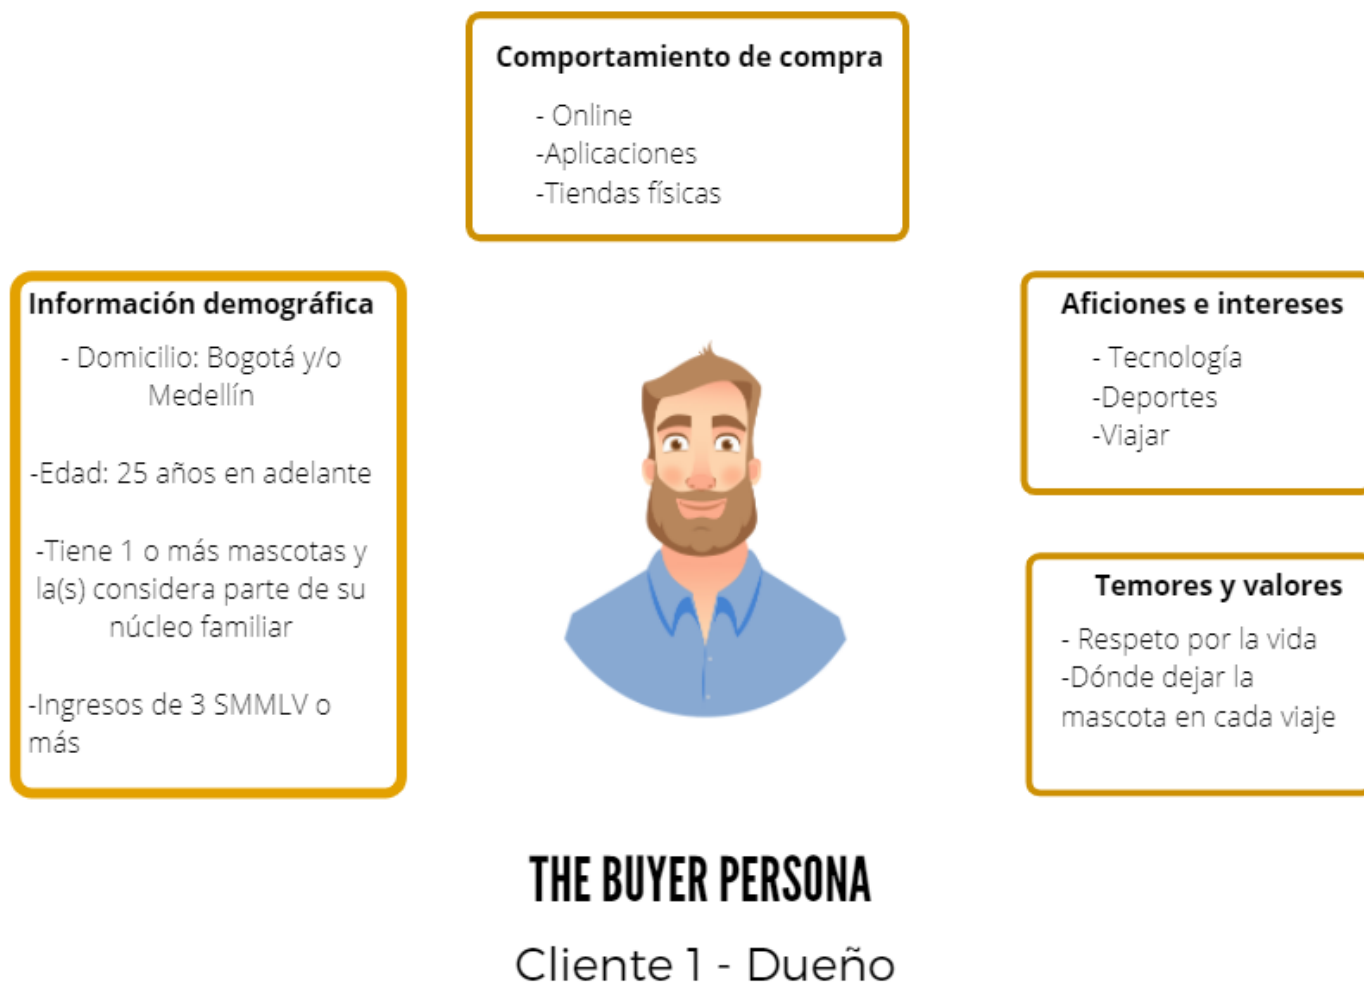 Comportamiento de compra
- Online
-Aplicaciones
-Tiendas físicas
Información demográfica
- Domicilio: Bogotá y/o
Medellín
-Edad: 25 años en adelante
-Tiene 1 o más mascotas y
la(s) considera parte de su
núcleo familiar
-Ingresos de 3 SMMLV o
más
Aficiones e intereses
- Tecnología
-Deportes
-Viajar
Temores y valores
- Respeto por la vida
-Dónde dejar la
mascota en cada viaje
THE BUYER PERSONA
Cliente 1 - Dueño